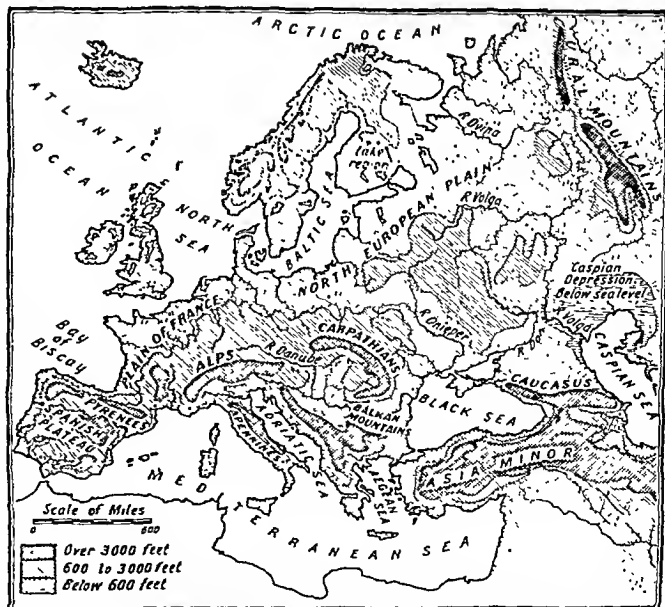 ARCTIC OCEAN
ATLANTIC
OCEAN
URAL MOUNTAINS
R Dvina
Lake
region
NORTH
SEA
BALTIC SEA
NORTH EUROPEAN PLAIN
R Volga
Caspian
Depression
Below sea level
R Volga
Bay
of
Biscay
PLAIN OF FRANCE
CARPATHIANS
R Dnieper
R Don
ALPS
R Danube
CASPIAN SEA
CAUCASUS
PYRENEES
SPANISH
PLATEAU
APENNINES
ADRIATIC SEA
BALKAN
MOUNTAINS
BLACK SEA
AEGEAN
SEA
ASIA MINOR
MEDITERRANEAN SEA
Scale of Miles
0 600
Over 3000 feet
600 to 3000 feet
Below 600 feet